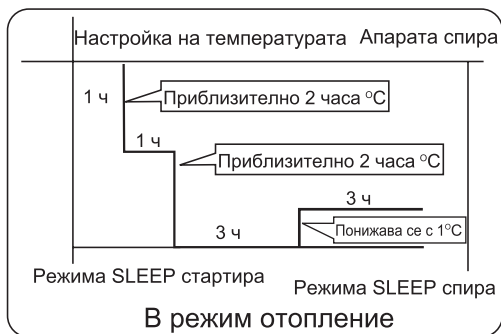 Настройка на температурата Апарата спира
1 ч
Приблизително 2 часа °C
1 ч
Приблизително 2 часа °C
3 ч
3 ч
Понижава се с 1°C
Режима SLEEP стартира
Режима SLEEP спира
В режим отопление